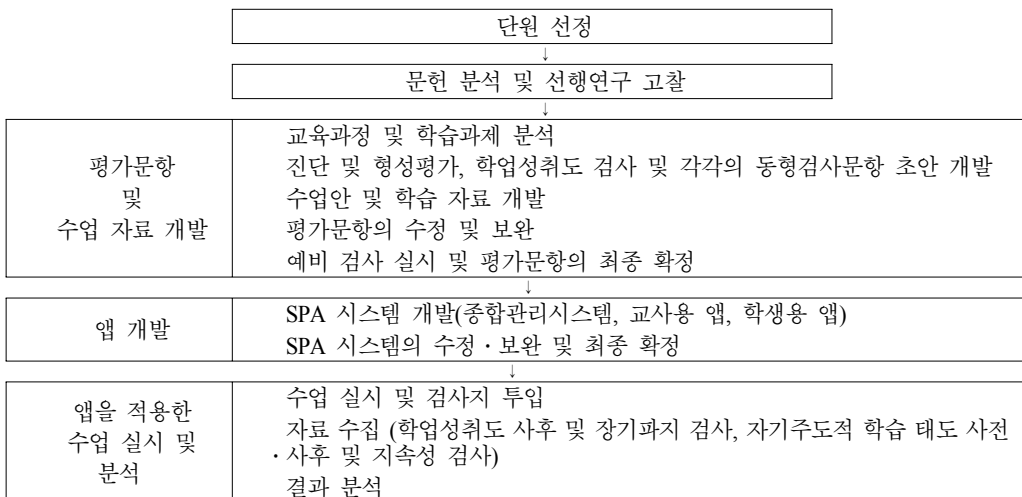 단원 선정
↓
문헌 분석 및 선행연구 고찰
↓
평가문항
및
수업 자료 개발
교육과정 및 학습과제 분석
진단 및 형성평가, 학업성취도 검사 및 각각의 동형검사문항 초안 개발
수업안 및 학습 자료 개발
평가문항의 수정 및 보완
예비 검사 실시 및 평가문항의 최종 확정
↓
앱 개발
SPA 시스템 개발(종합관리시스템, 교사용 앱, 학생용 앱)
SPA 시스템의 수정・보완 및 최종 확정
↓
앱을 적용한
수업 실시 및
분석
수업 실시 및 검사지 투입
자료 수집 (학업성취도 사후 및 장기파지 검사, 자기주도적 학습 태도 사전
・사후 및 지속성 검사)
결과 분석